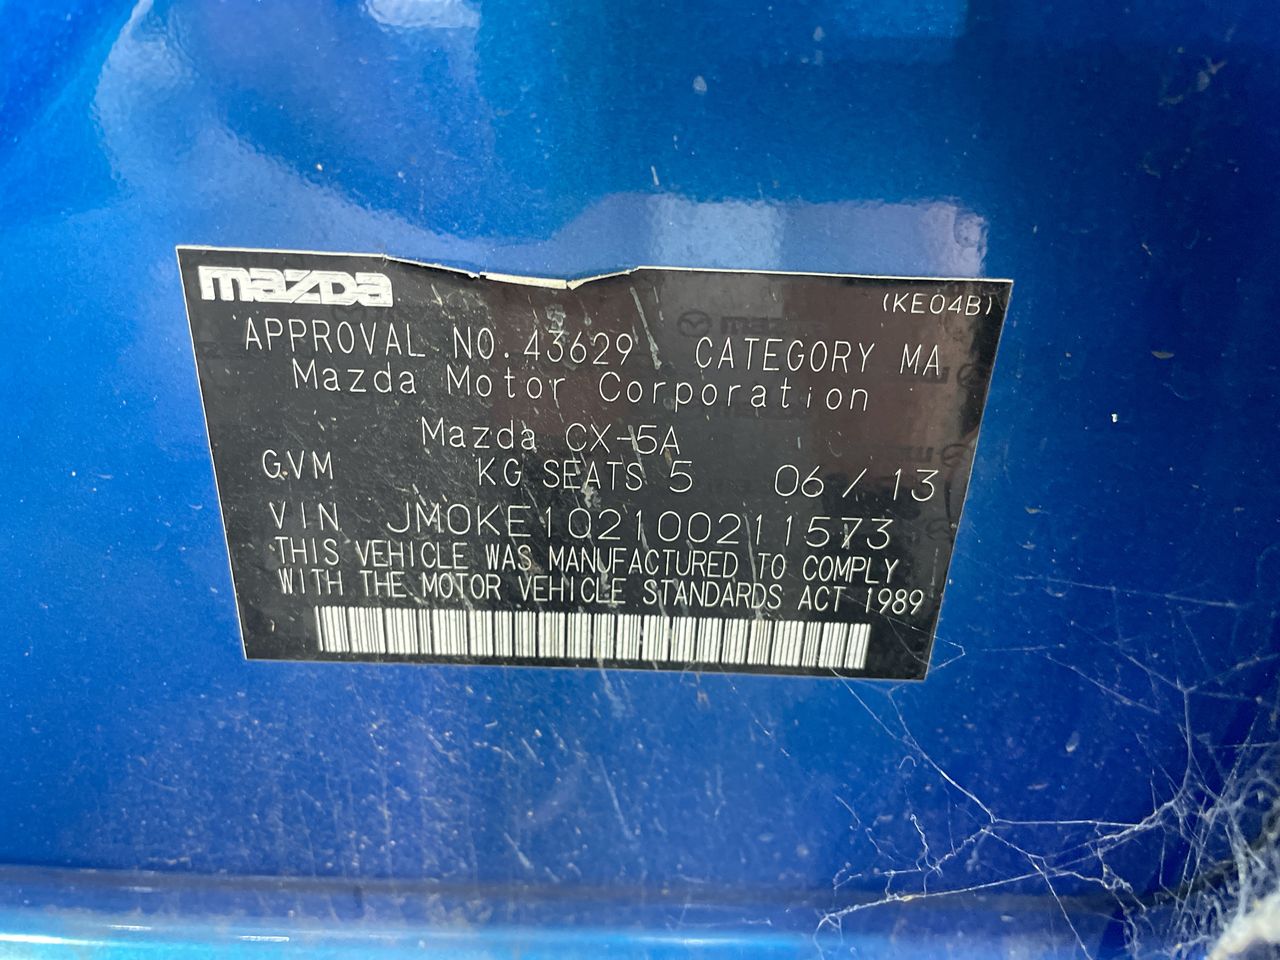 mazda
(KE04B)
APPROVAL NO. 43629 CATEGORY MA
Mazda Motor Corporation
Mazda CX-5A
GVM KG SEATS 5 06/13
VIN JM0KE102100211573
THIS VEHICLE WAS MANUFACTURED TO COMPLY
WITH THE MOTOR VEHICLE STANDARDS ACT 1989